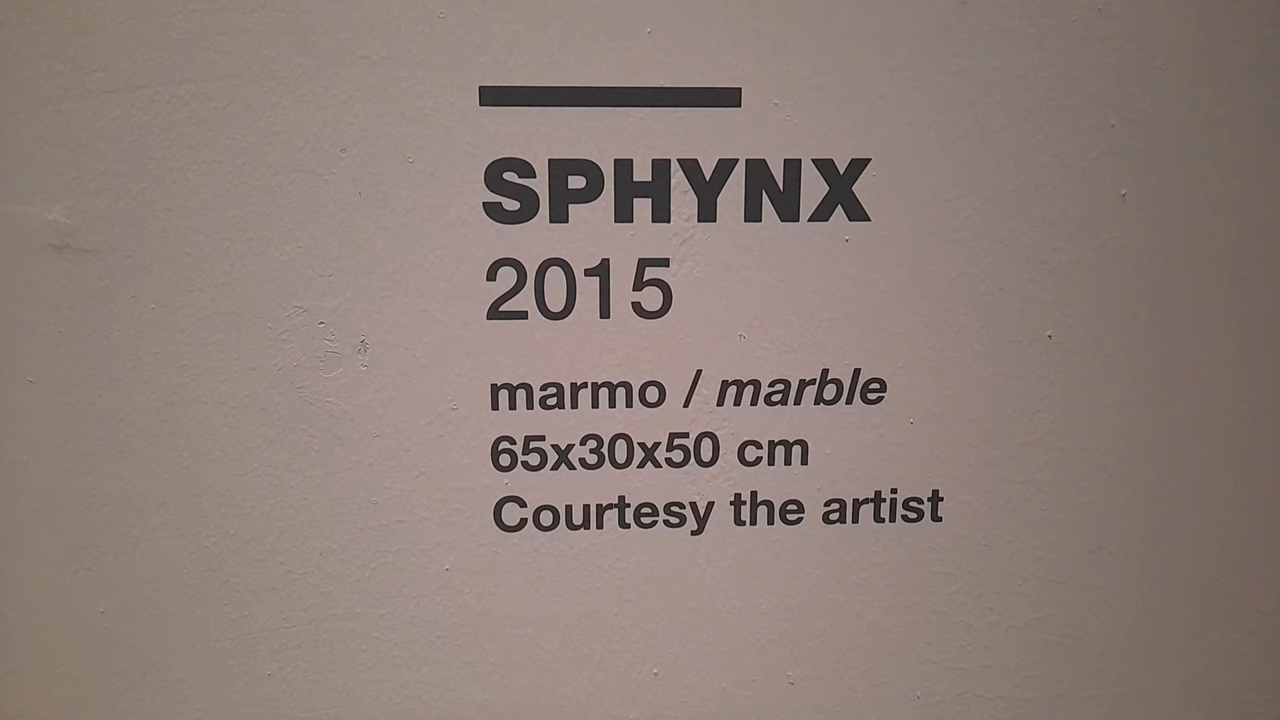 SPHYNX
2015
marmo / marble
65x30x50 cm
Courtesy the artist